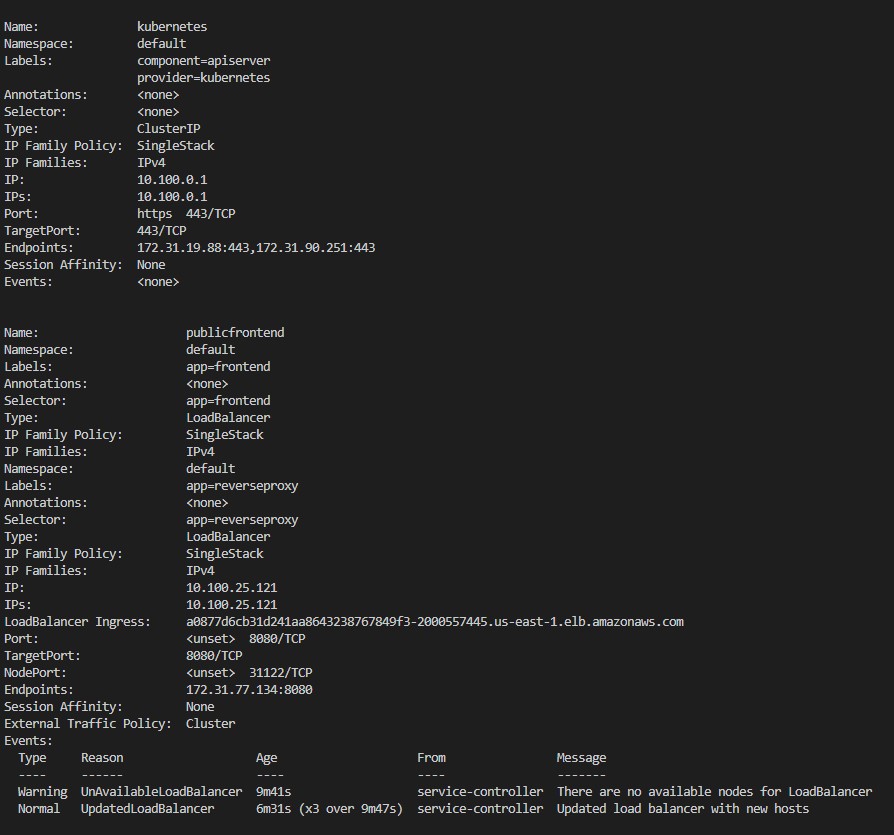 Name: kubernetes
Namespace: default
Labels: component=apiserver
provider=kubernetes
Annotations: <none>
Selector: <none>
Type: ClusterIP
IP Family Policy: SingleStack
IP Families: IPv4
IP: 10.100.0.1
IPs: 10.100.0.1
Port: https 443/TCP
TargetPort: 443/TCP
Endpoints: 172.31.19.88:443,172.31.90.251:443
Session Affinity: None
Events: <none>
Name: publicfrontend
Namespace: default
Labels: app=frontend
Annotations: <none>
Selector: app=frontend
Type: LoadBalancer
IP Family Policy: SingleStack
IP Families: IPv4
Namespace: default
Labels: app=reverseproxy
Annotations: <none>
Selector: app=reverseproxy
Type: LoadBalancer
IP Family Policy: SingleStack
IP Families: IPv4
IP: 10.100.25.121
IPs: 10.100.25.121
LoadBalancer Ingress: a0877d6cb31d241aa8643238767849f3-2000557445.us-east-1.elb.amazonaws.com
Port: <unset> 8080/TCP
TargetPort: 8080/TCP
NodePort: <unset> 31122/TCP
Endpoints: 172.31.77.134:8080
Session Affinity: None
External Traffic Policy: Cluster
Events:
Type Reason Age From Message
---- ------ ---- ---- -------
Warning UnAvailableLoadBalancer 9m41s service-controller There are no available nodes for LoadBalancer
Normal UpdatedLoadBalancer 6m31s (x3 over 9m47s) service-controller Updated load balancer with new hosts